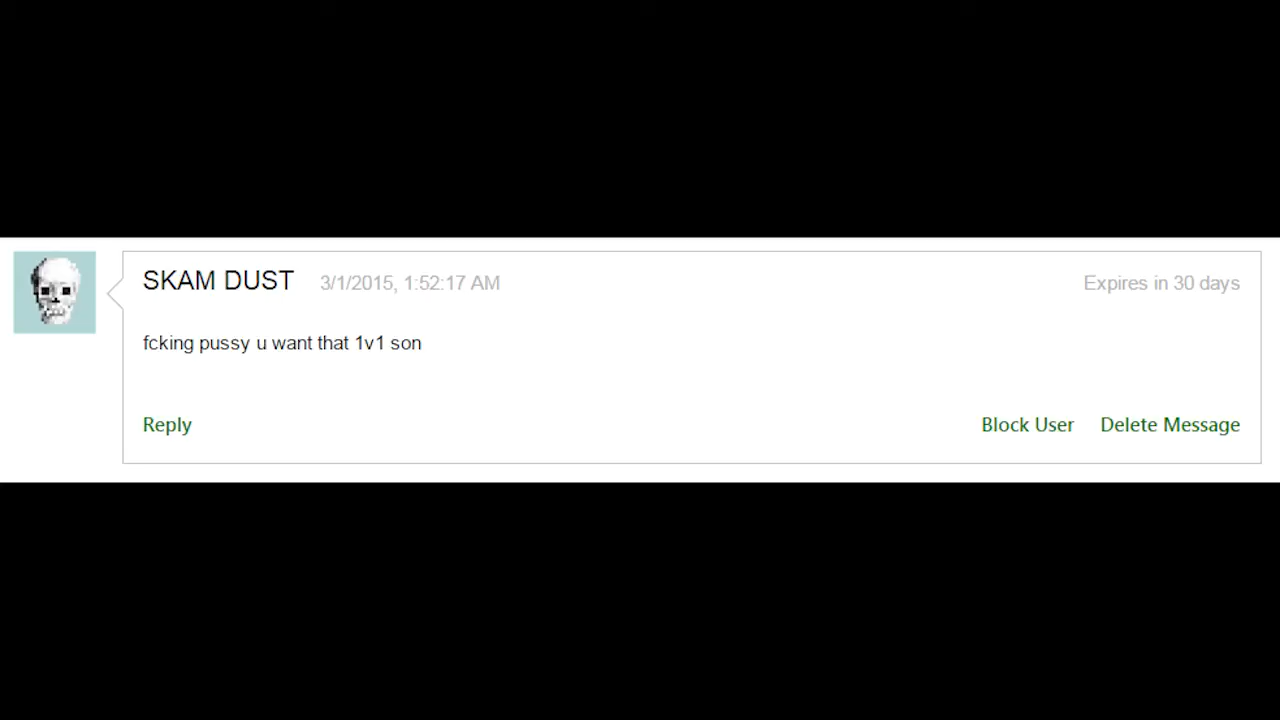 SKAM DUST 3/1/2015, 1:52:17 AM Expires in 30 days
fcking pussy u want that 1v1 son
Reply Block User Delete Message